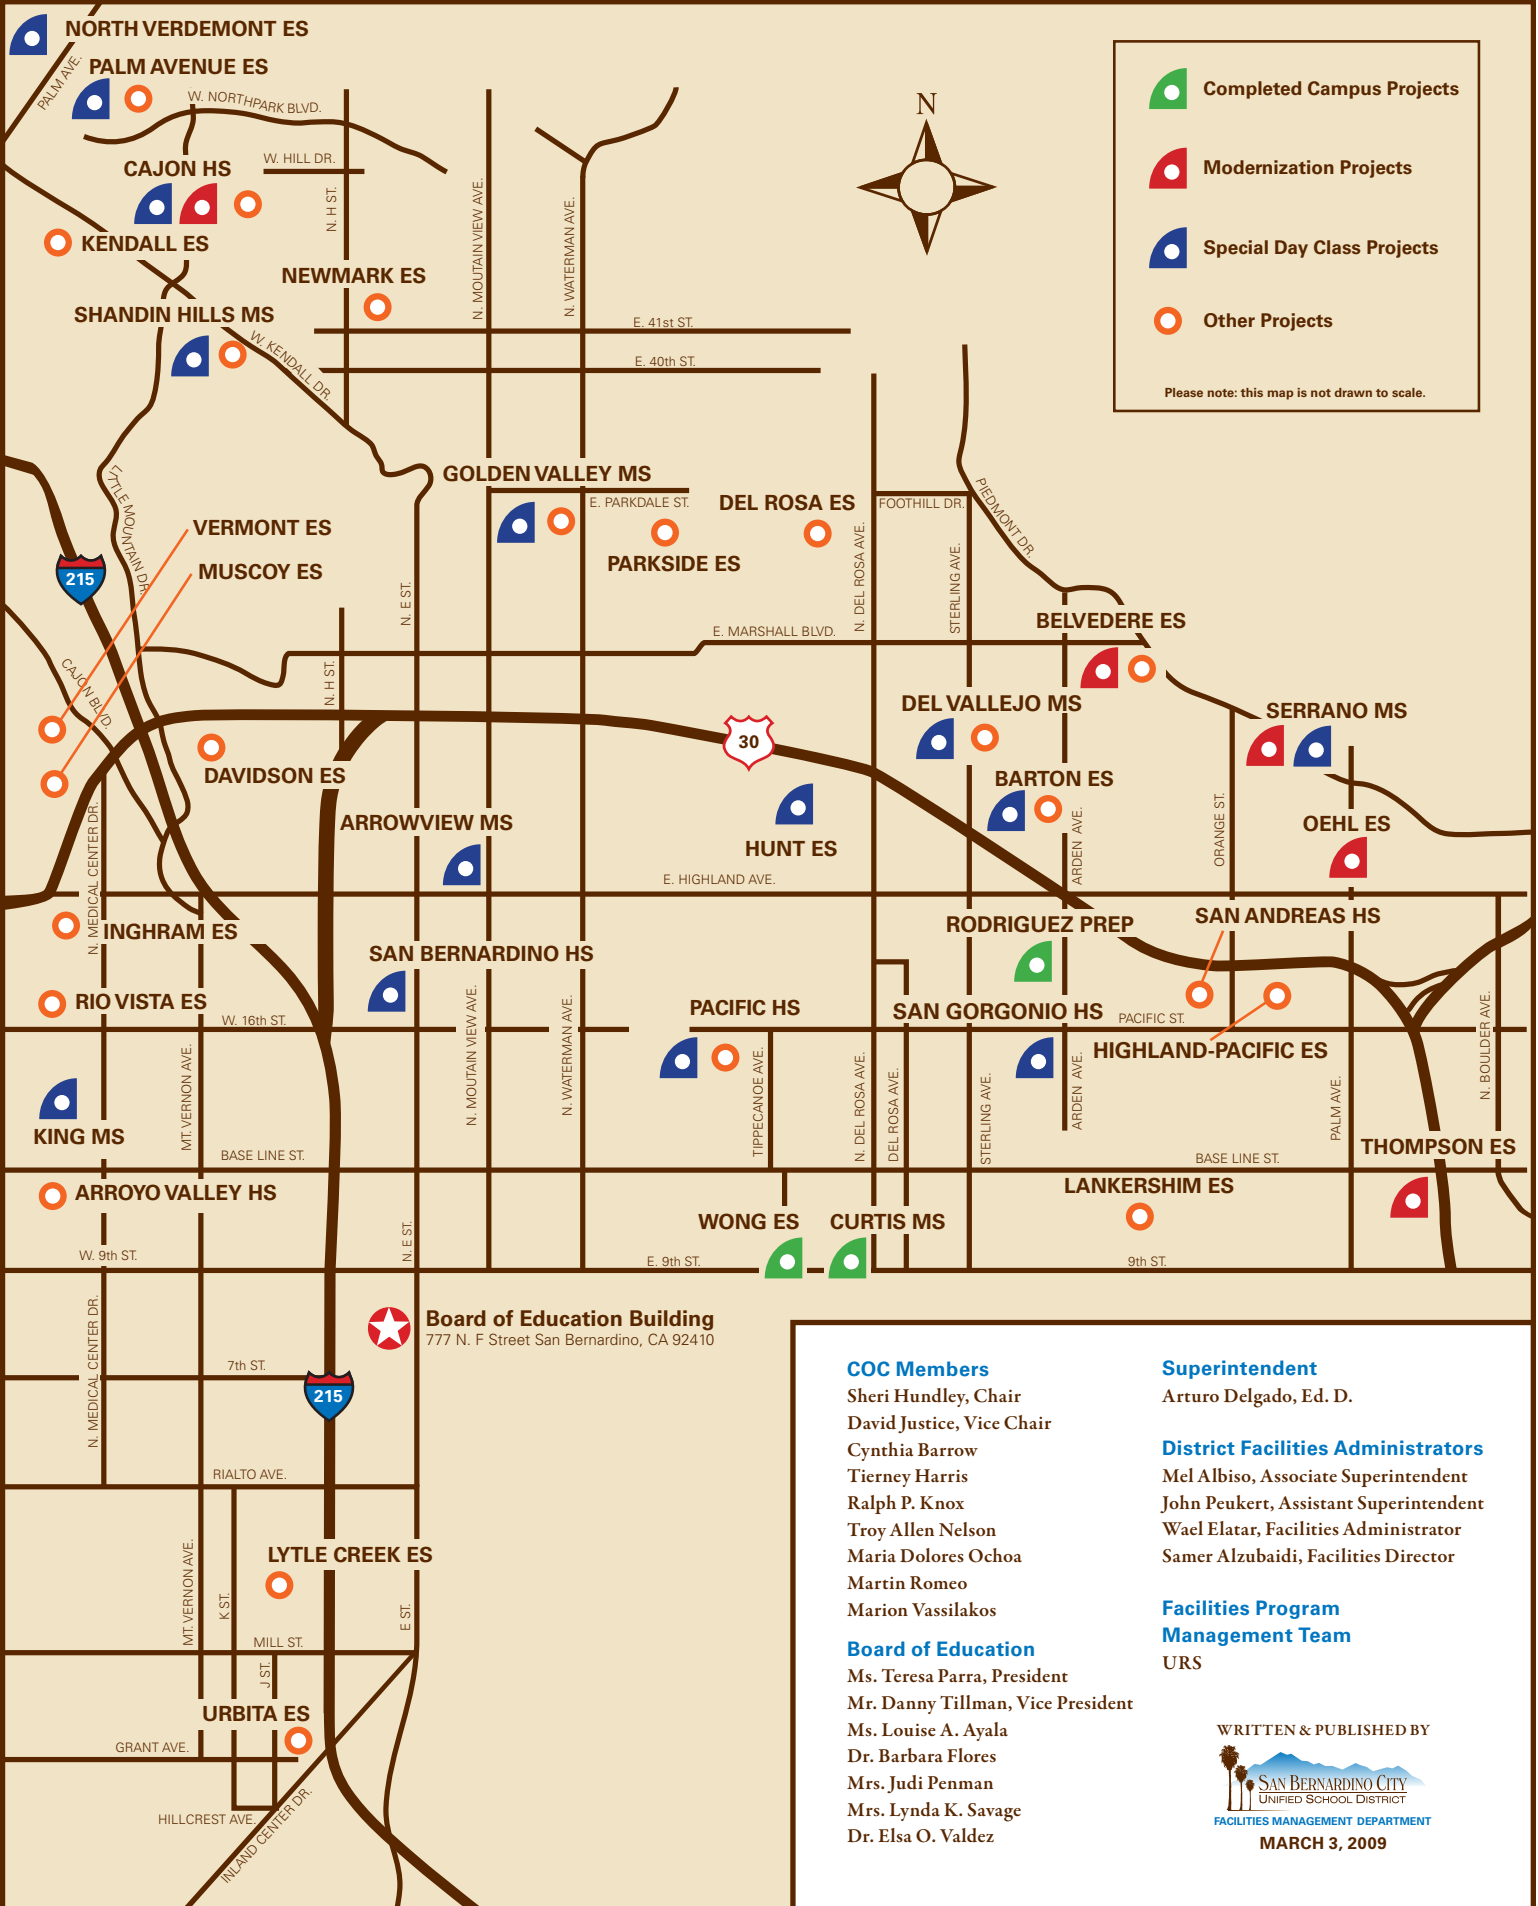 NORTH VERDEMONT ES
PALM AVE.
PALM AVENUE ES
W. NORTHPARK BLVD.
CAJON HS
W. HILL DR.
N. H ST.
N. MOUTAIN VIEW AVE.
N. WATERMAN AVE.
KENDALL ES
NEWMARK ES
SHANDIN HILLS MS
W. KENDALL DR.
E. 41st ST.
E. 40th ST.
N
Completed Campus Projects
Modernization Projects
Special Day Class Projects
Other Projects
Please note: this map is not drawn to scale.
LITTLE MOUNTAIN DR.
GOLDEN VALLEY MS
E. PARKDALE ST.
PARKSIDE ES
DEL ROSA ES
FOOTHILL DR.
PIEDMONT DR.
N. DEL ROSA AVE.
STERLING AVE.
VERMONT ES
MUSCOY ES
215
N. E ST.
E. MARSHALL BLVD.
BELVEDERE ES
CAJON BLVD.
N. H ST.
DEL VALLEJO MS
SERRANO MS
30
DAVIDSON ES
BARTON ES
ARROWVIEW MS
HUNT ES
ARDEN AVE.
ORANGE ST.
OEHL ES
N. MEDICAL CENTER DR.
E. HIGHLAND AVE.
INGHRAM ES
RODRIGUEZ PREP
SAN ANDREAS HS
SAN BERNARDINO HS
RIO VISTA ES
W. 16th ST.
PACIFIC HS
SAN GORGONIO HS
PACIFIC ST.
HIGHLAND-PACIFIC ES
MT. VERNON AVE.
N. MOUTAIN VIEW AVE.
N. WATERMAN AVE.
TIPPECANOE AVE.
N. DEL ROSA AVE.
DEL ROSA AVE.
STERLING AVE.
ARDEN AVE.
PALM AVE.
N. BOULDER AVE.
KING MS
BASE LINE ST.
BASE LINE ST.
THOMPSON ES
ARROYO VALLEY HS
LANKERSHIM ES
WONG ES
CURTIS MS
N. E ST.
W. 9th ST.
E. 9th ST.
9th ST.
Board of Education Building
777 N. F Street San Bernardino, CA 92410
N. MEDICAL CENTER DR.
7th ST.
215
RIALTO AVE.
LYTLE CREEK ES
MT. VERNON AVE.
K ST.
E ST.
MILL ST.
J ST.
URBITA ES
GRANT AVE.
HILLCREST AVE.
INLAND CENTER DR.
COC Members
Sheri Hundley, Chair
David Justice, Vice Chair
Cynthia Barrow
Tierney Harris
Ralph P. Knox
Troy Allen Nelson
Maria Dolores Ochoa
Martin Romeo
Marion Vassilakos
Board of Education
Ms. Teresa Parra, President
Mr. Danny Tillman, Vice President
Ms. Louise A. Ayala
Dr. Barbara Flores
Mrs. Judi Penman
Mrs. Lynda K. Savage
Dr. Elsa O. Valdez
Superintendent
Arturo Delgado, Ed. D.
District Facilities Administrators
Mel Albiso, Associate Superintendent
John Peukert, Assistant Superintendent
Wael Elatar, Facilities Administrator
Samer Alzubaidi, Facilities Director
Facilities Program
Management Team
URS
WRITTEN & PUBLISHED BY
SAN BERNARDINO CITY
UNIFIED SCHOOL DISTRICT
FACILITIES MANAGEMENT DEPARTMENT
MARCH 3, 2009